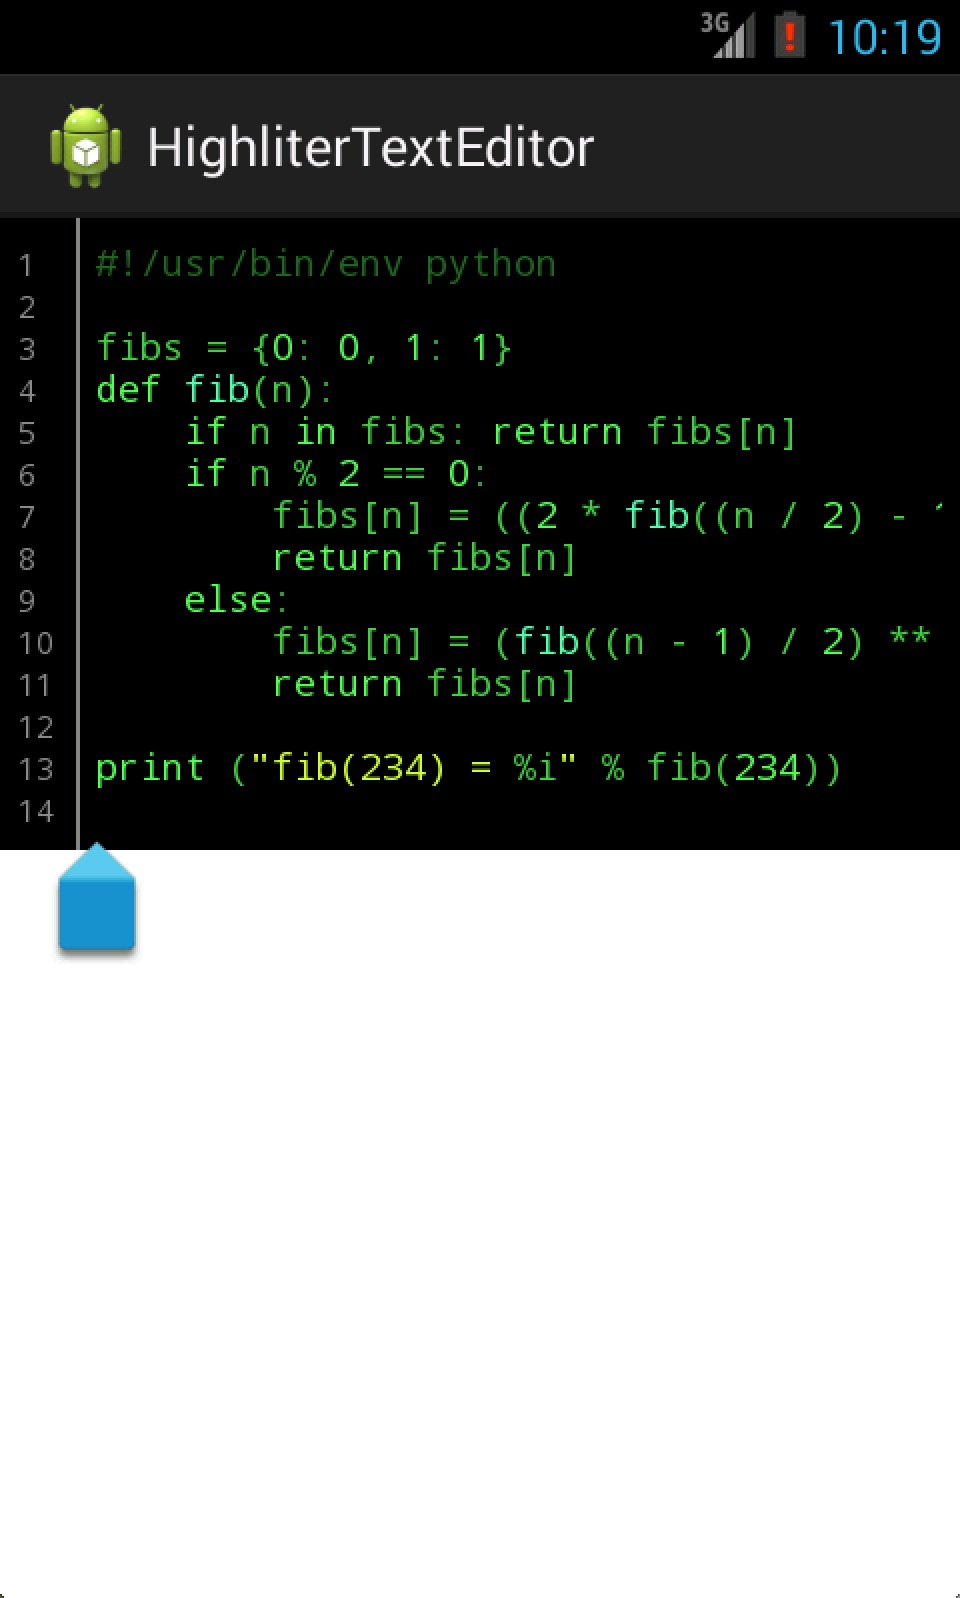 3G 10:19
HighliterTextEditor
1 #!/usr/bin/env python
2
3 fibs = {0: 0, 1: 1}
4 def fib(n):
5     if n in fibs: return fibs[n]
6     if n % 2 == 0:
7         fibs[n] = ((2 * fib((n / 2) -
8         return fibs[n]
9     else:
10         fibs[n] = (fib((n - 1) / 2) **
11         return fibs[n]
12
13 print ("fib(234) = %i" % fib(234))
14